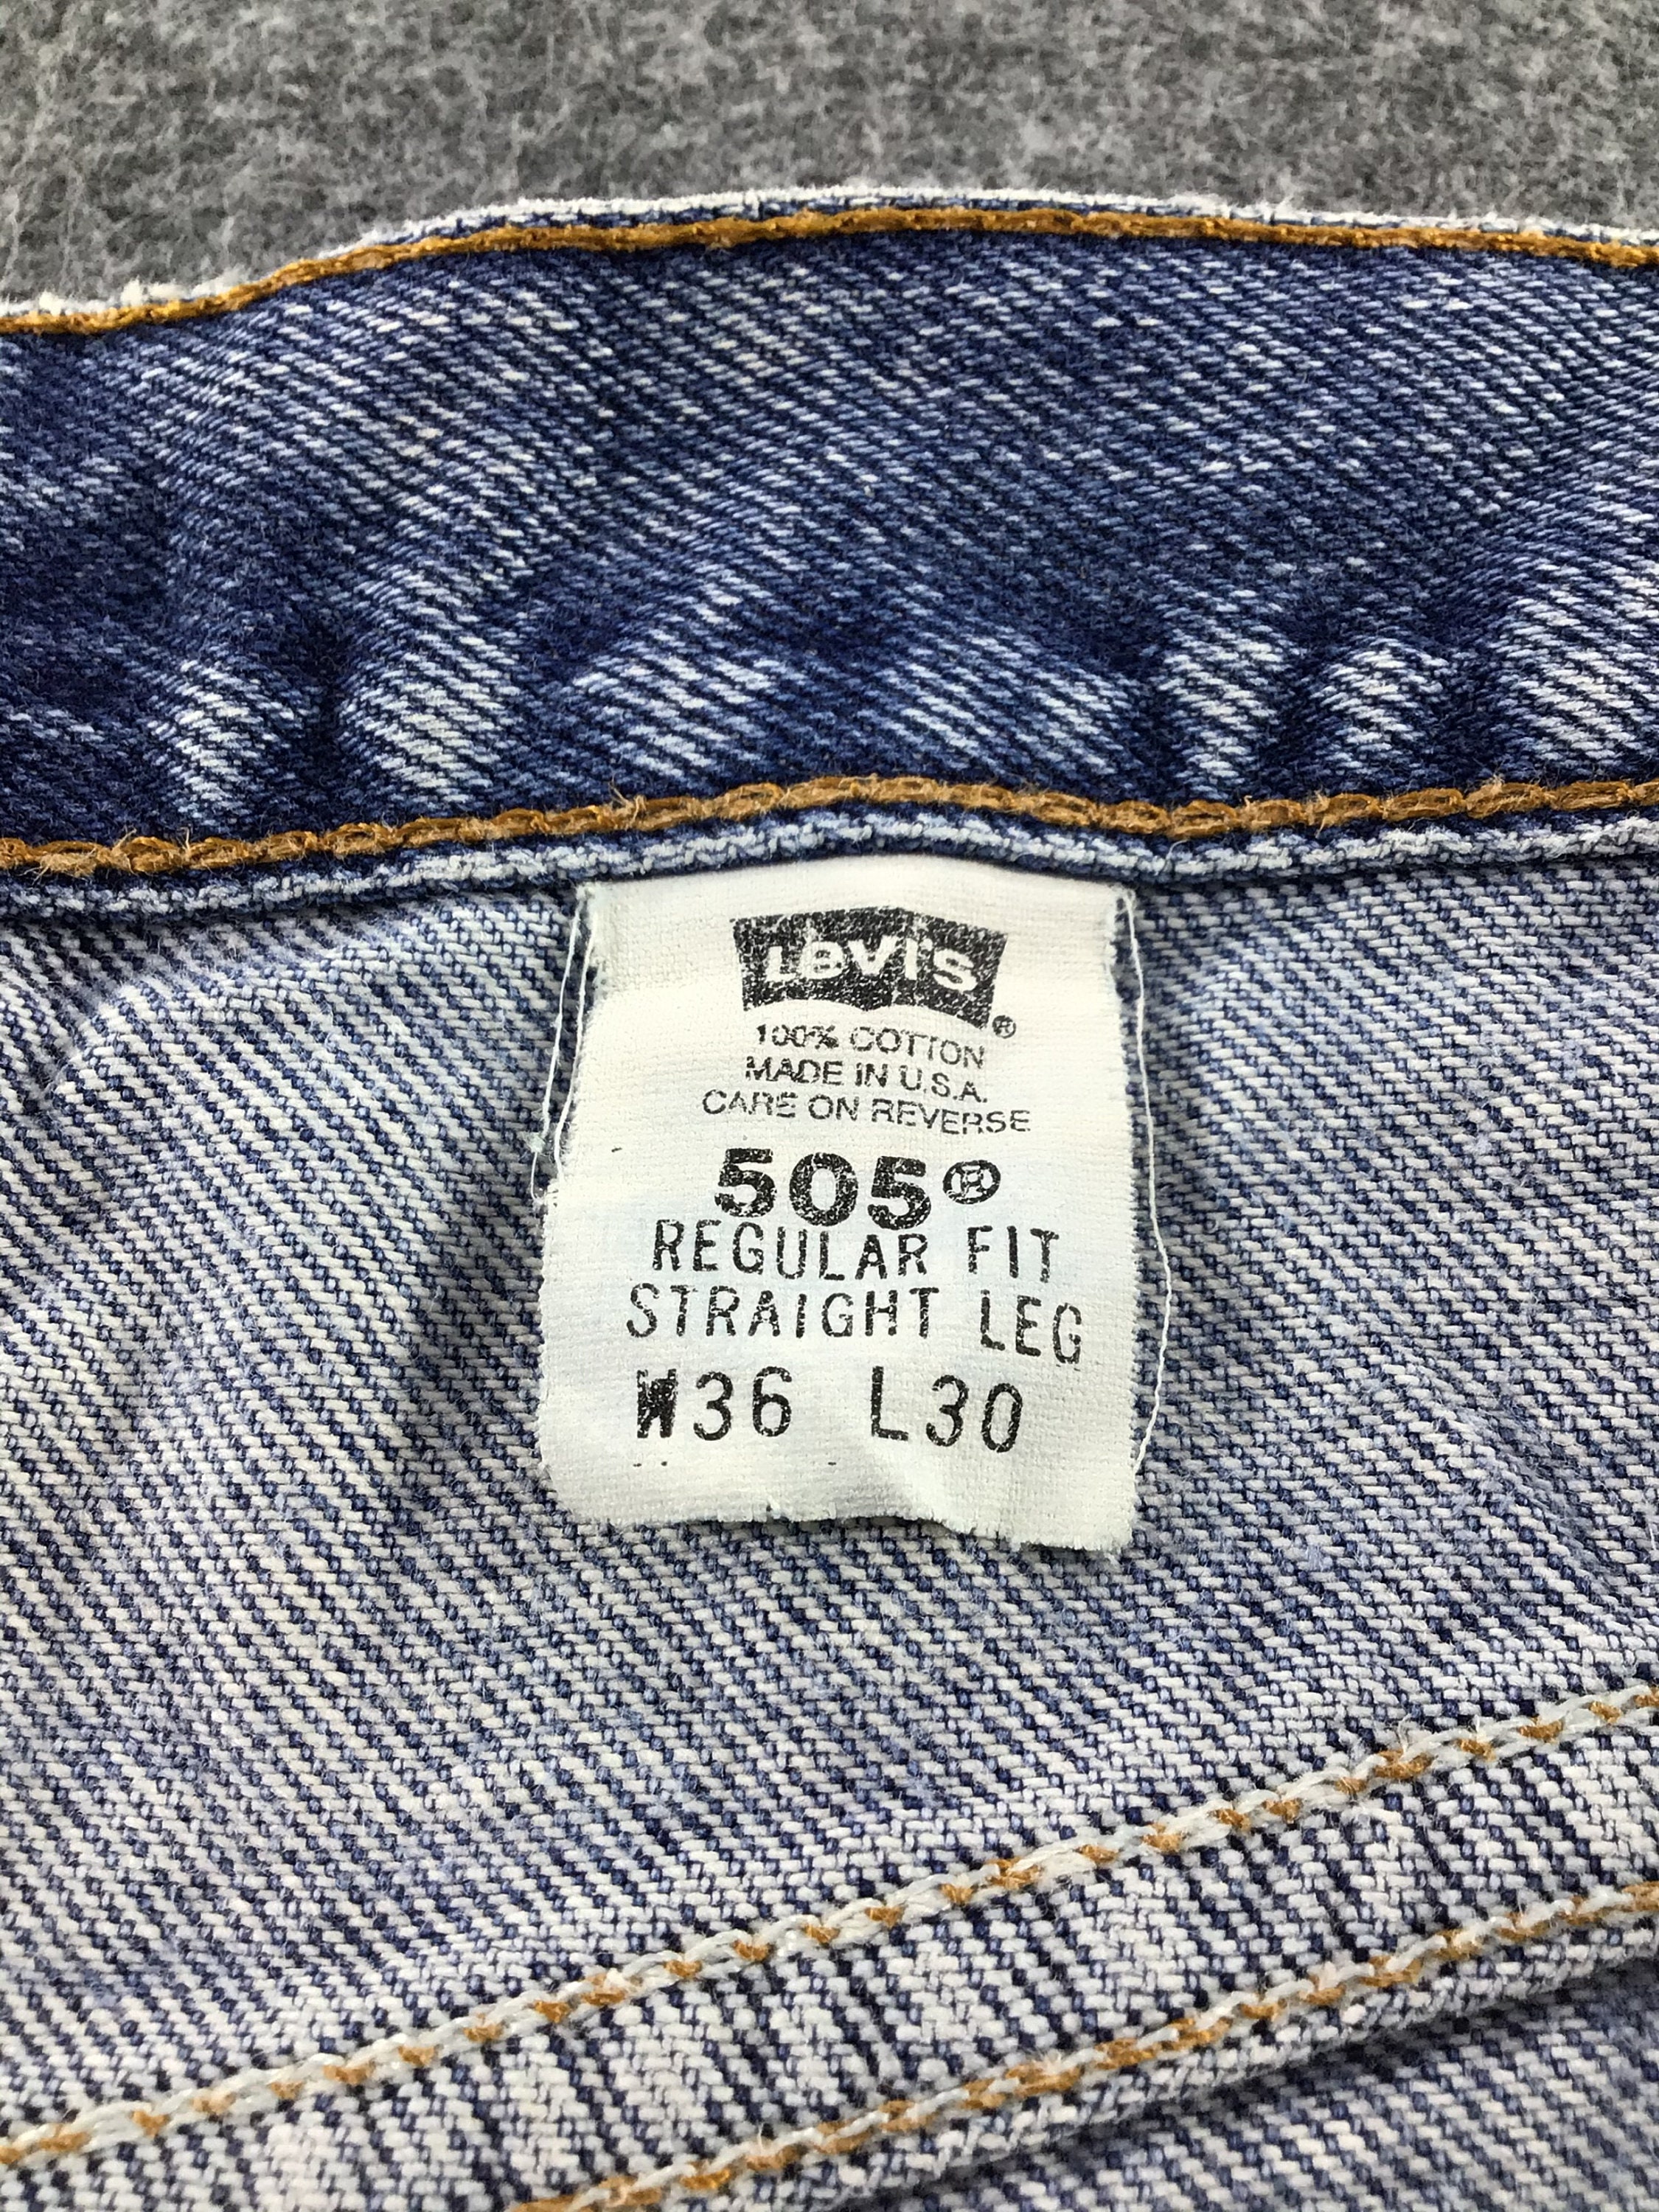 Levi's®
100% COTTON
MADE IN U.S.A.
CARE ON REVERSE
505®
REGULAR FIT
STRAIGHT LEG
W36 L30